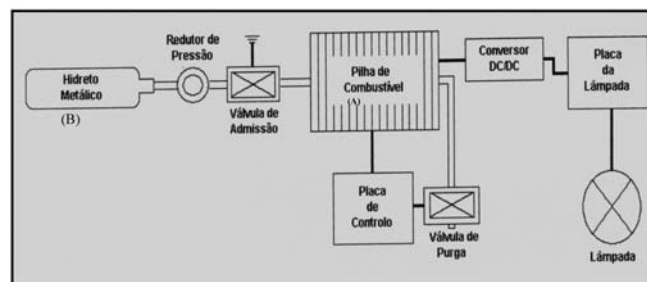 Hidreto
Metálico
(B)
Redutor de
Pressão
Válvula de
Admissão
Pilha de
Combustível
(A)
Placa
de
Controlo
Válvula de
Purga
Conversor
DC/DC
Placa
da
Lâmpada
Lâmpada